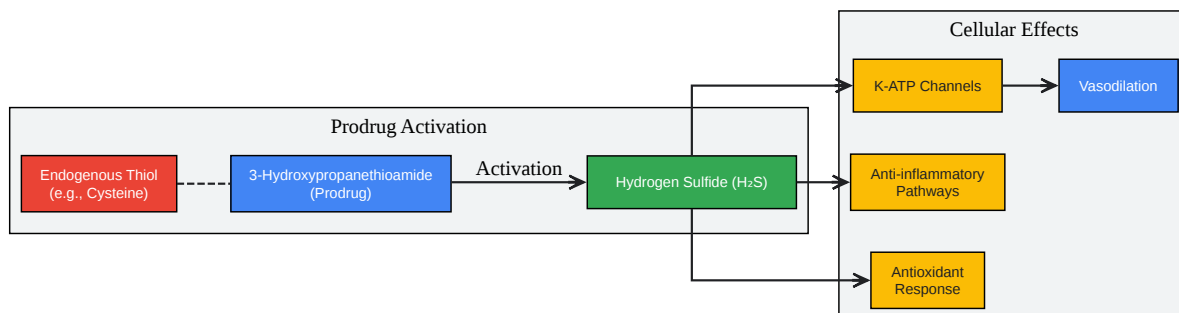 Cellular Effects
K-ATP Channels
Vasodilation
Prodrug Activation
Endogenous Thiol
(e.g., Cysteine)
3-Hydroxypropanethioamide
(Prodrug)
Activation
Hydrogen Sulfide (H₂S)
Anti-inflammatory
Pathways
Antioxidant
Response